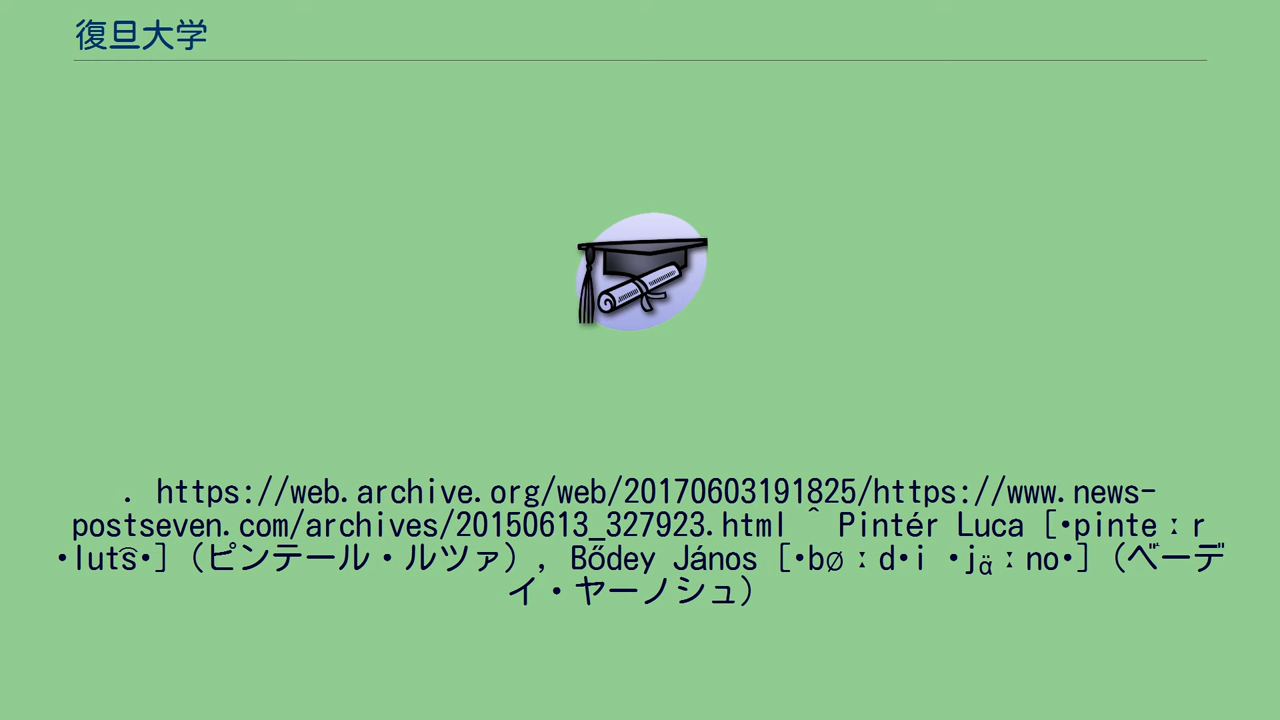 復旦大学
. https://web.archive.org/web/20170603191825/https://www.news-
postseven.com/archives/20150613_327923.html ^ Pintér Luca [•pinteːr
•lut͡s•]（ピンテール・ルツァ）, Bődey János [•bøːd•i •jɑ̈ːno•]（ベーデ
イ・ヤーノシュ）